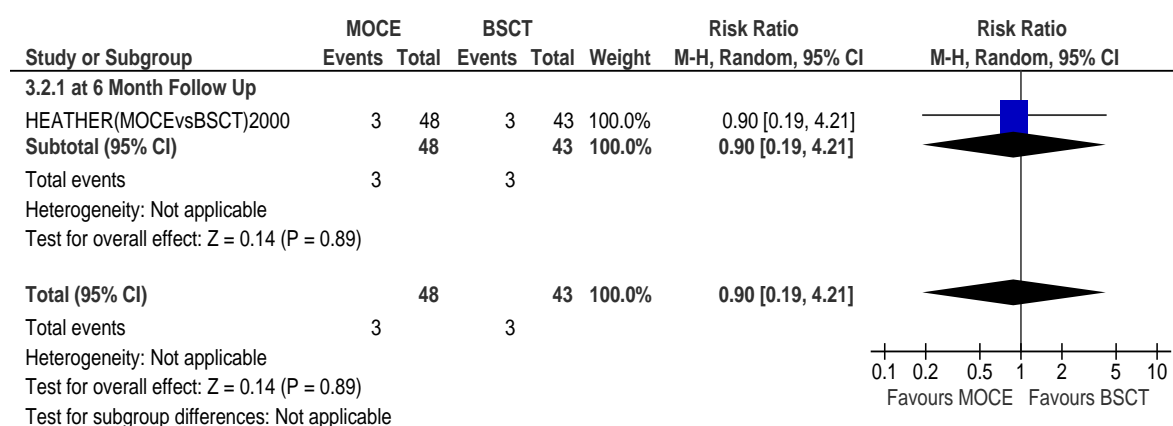 MOCE BSCT Risk Ratio Risk Ratio
Study or Subgroup Events Total Events Total Weight M-H, Random, 95% CI M-H, Random, 95% CI
3.2.1 at 6 Month Follow Up
HEATHER(MOCEvsBSCT)2000 3 48 3 43 100.0% 0.90 [0.19, 4.21]
Subtotal (95% CI) 48 43 100.0% 0.90 [0.19, 4.21]
Total events 3 3
Heterogeneity: Not applicable
Test for overall effect: Z = 0.14 (P = 0.89)
Total (95% CI) 48 43 100.0% 0.90 [0.19, 4.21]
Total events 3 3
Heterogeneity: Not applicable
Test for overall effect: Z = 0.14 (P = 0.89)
Test for subgroup differences: Not applicable
0.1 0.2 0.5 1 2 5 10
Favours MOCE Favours BSCT